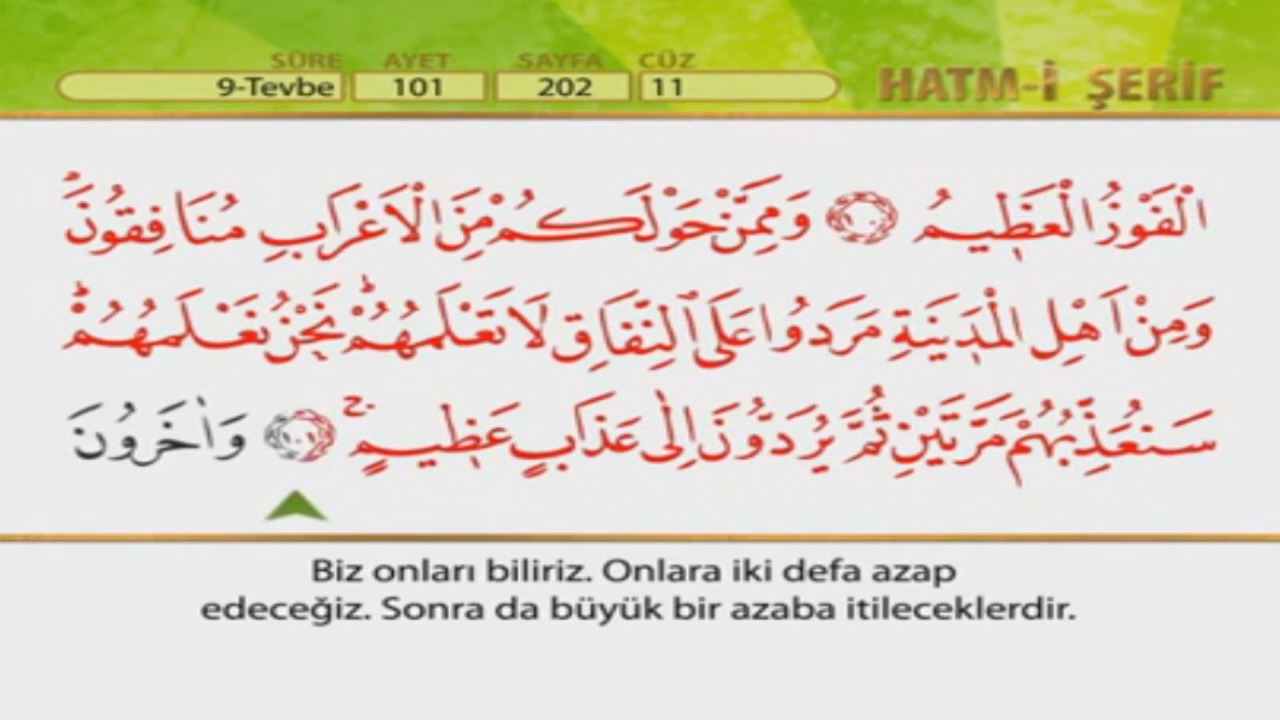 SÛRE AYET SAYFA CÜZ
9-Tevbe 101 202 11
HATM-İ ŞERİF
الْفَوْزُ الْعَظ۪يمُ ﴿١٠٠﴾ وَمِمَّنْ حَوْلَكُمْ مِنَ الْاَعْرَابِ مُنَافِقُونَۜ
وَمِنْ اَهْلِ الْمَد۪ينَةِ مَرَدُوا عَلَى النِّفَاقِ لَا تَعْلَمُهُمْۜ نَحْنُ نَعْلَمُهُمْۜ
سَنُعَذِّبُهُمْ مَرَّتَيْنِ ثُمَّ يُرَدُّونَ اِلٰى عَذَابٍ عَظ۪يمٍۚ ﴿١٠١﴾ وَاٰخَرُونَ
Biz onları biliriz. Onlara iki defa azap
edeceğiz. Sonra da büyük bir azaba itileceklerdir.